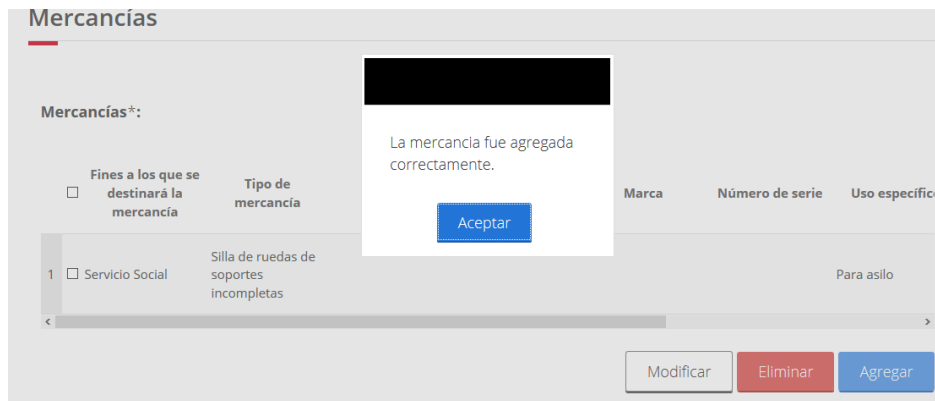 Mercancías
Mercancías*:
La mercancia fue agregada
correctamente.
Aceptar
Fines a los que se
destinará la
mercancía
Tipo de
mercancía
Marca
Número de serie
Uso específic
1
Servicio Social
Silla de ruedas de
soportes
incompletas
Para asilo
Modificar
Eliminar
Agregar